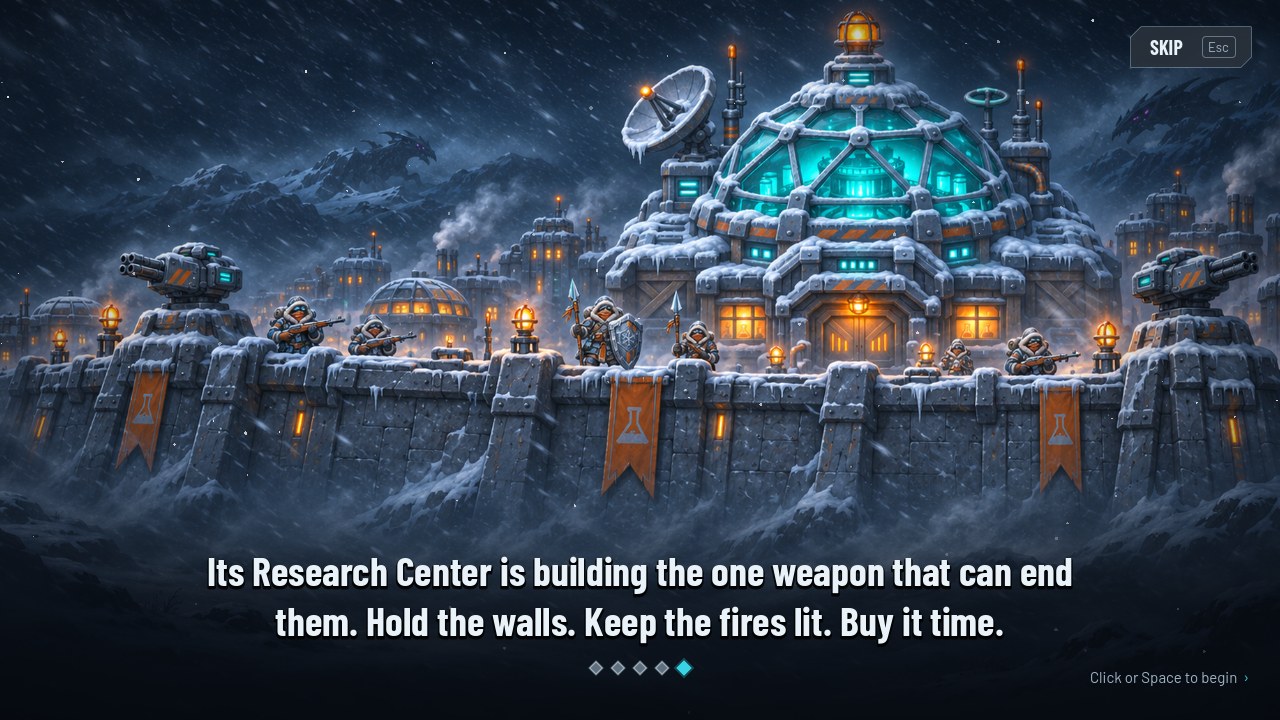 SKIP Esc
Its Research Center is building the one weapon that can end
them. Hold the walls. Keep the fires lit. Buy it time.
Click or Space to begin ›